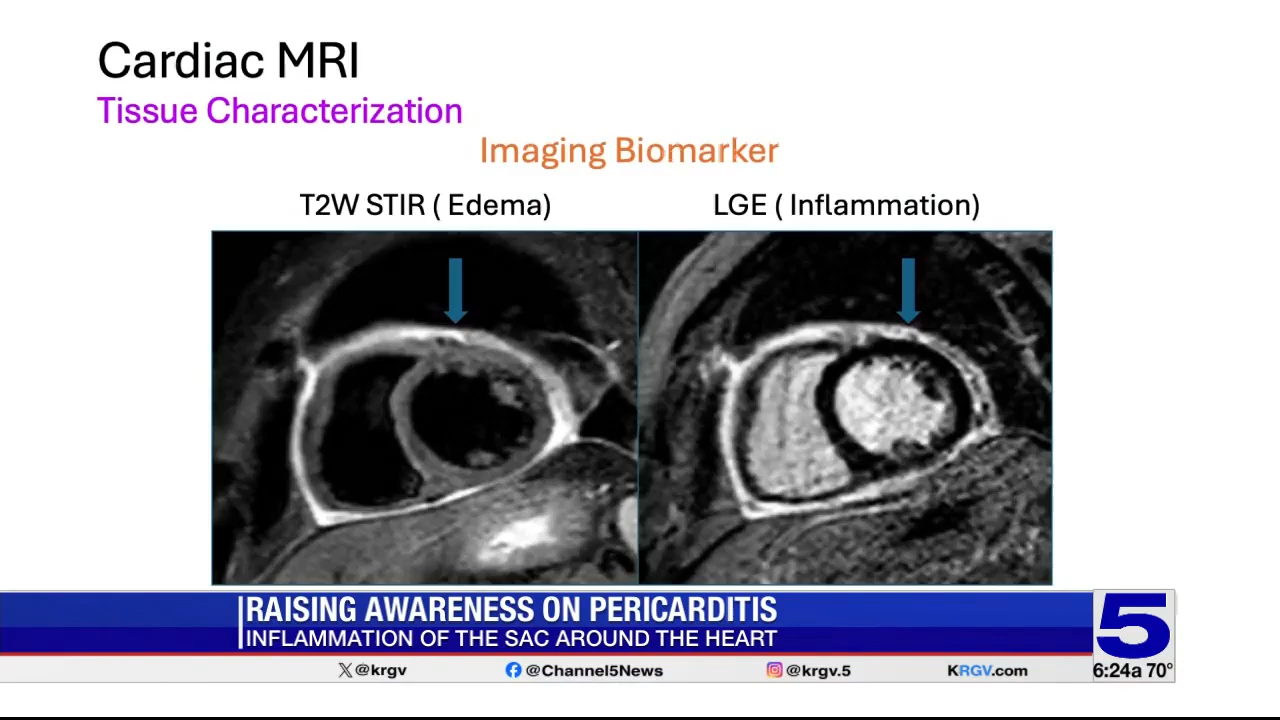 Cardiac MRI
Tissue Characterization
Imaging Biomarker
T2W STIR ( Edema)
LGE ( Inflammation)
RAISING AWARENESS ON PERICARDITIS
INFLAMMATION OF THE SAC AROUND THE HEART
5
@krgv
@Channel5News
@krgv.5
KRGV.com
6:24a 70°